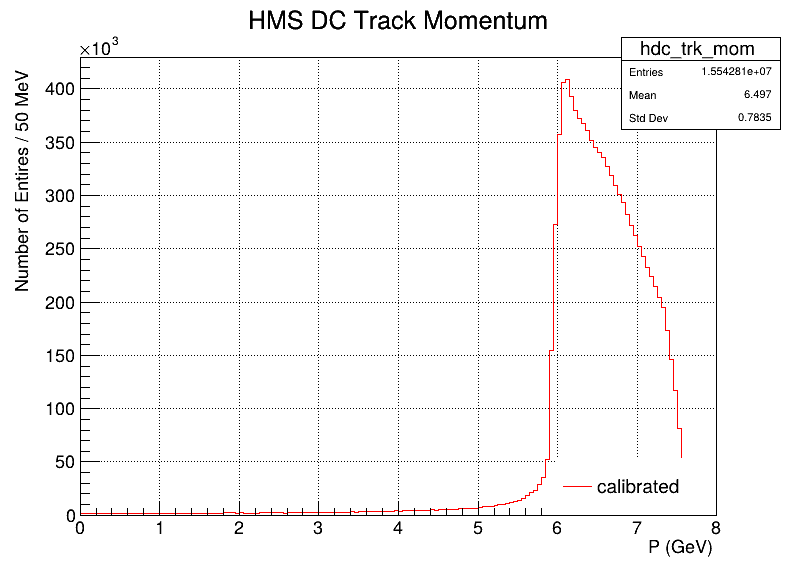 HMS DC Track Momentum
×10³
hdc_trk_mom
Entries 1.554281e+07
Mean 6.497
Std Dev 0.7835
Number of Entires / 50 MeV
400
350
300
250
200
150
100
50
0
calibrated
0 1 2 3 4 5 6 7 8
P (GeV)